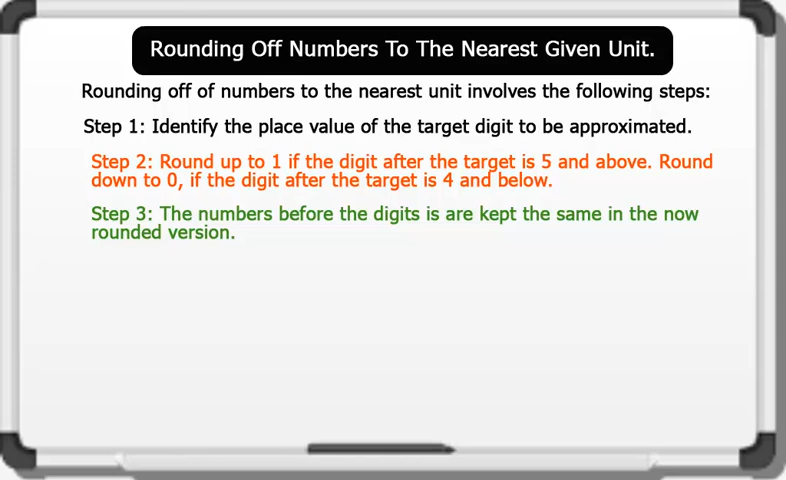 Rounding Off Numbers To The Nearest Given Unit.
Rounding off of numbers to the nearest unit involves the following steps:
Step 1: Identify the place value of the target digit to be approximated.
Step 2: Round up to 1 if the digit after the target is 5 and above. Round
down to 0, if the digit after the target is 4 and below.
Step 3: The numbers before the digits is are kept the same in the now
rounded version.